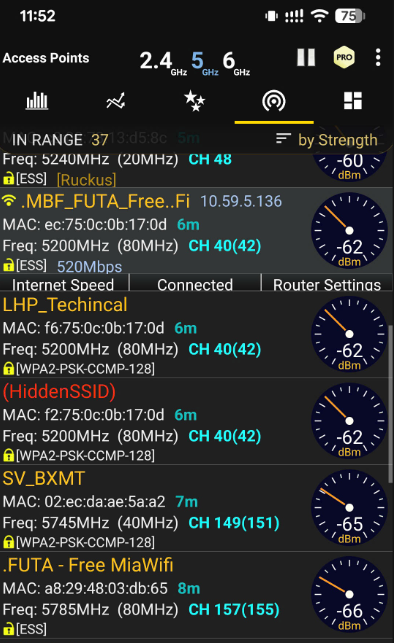 11:52
75
Access Points
2.4 GHz 5 GHz 6 GHz
PRO
IN RANGE 37
by Strength
Freq: 5240MHz (20MHz) CH 48
[ESS] [Ruckus]
-60
dBm
.MBF_FUTA_Free..Fi 10.59.5.136
MAC: ec:75:0c:0b:17:0d 6m
Freq: 5200MHz (80MHz) CH 40(42)
[ESS] 520Mbps
-62
dBm
Internet Speed Connected Router Settings
LHP_Techincal
MAC: f6:75:0c:0b:17:0d 6m
Freq: 5200MHz (80MHz) CH 40(42)
[WPA2-PSK-CCMP-128]
-62
dBm
(HiddenSSID)
MAC: f2:75:0c:0b:17:0d 6m
Freq: 5200MHz (80MHz) CH 40(42)
[WPA2-PSK-CCMP-128]
-62
dBm
SV_BXMT
MAC: 02:ec:da:ae:5a:a2 7m
Freq: 5745MHz (40MHz) CH 149(151)
[WPA2-PSK-CCMP-128]
-65
dBm
.FUTA - Free MiaWifi
MAC: a8:29:48:03:db:65 8m
Freq: 5785MHz (80MHz) CH 157(155)
[ESS]
-66
dBm